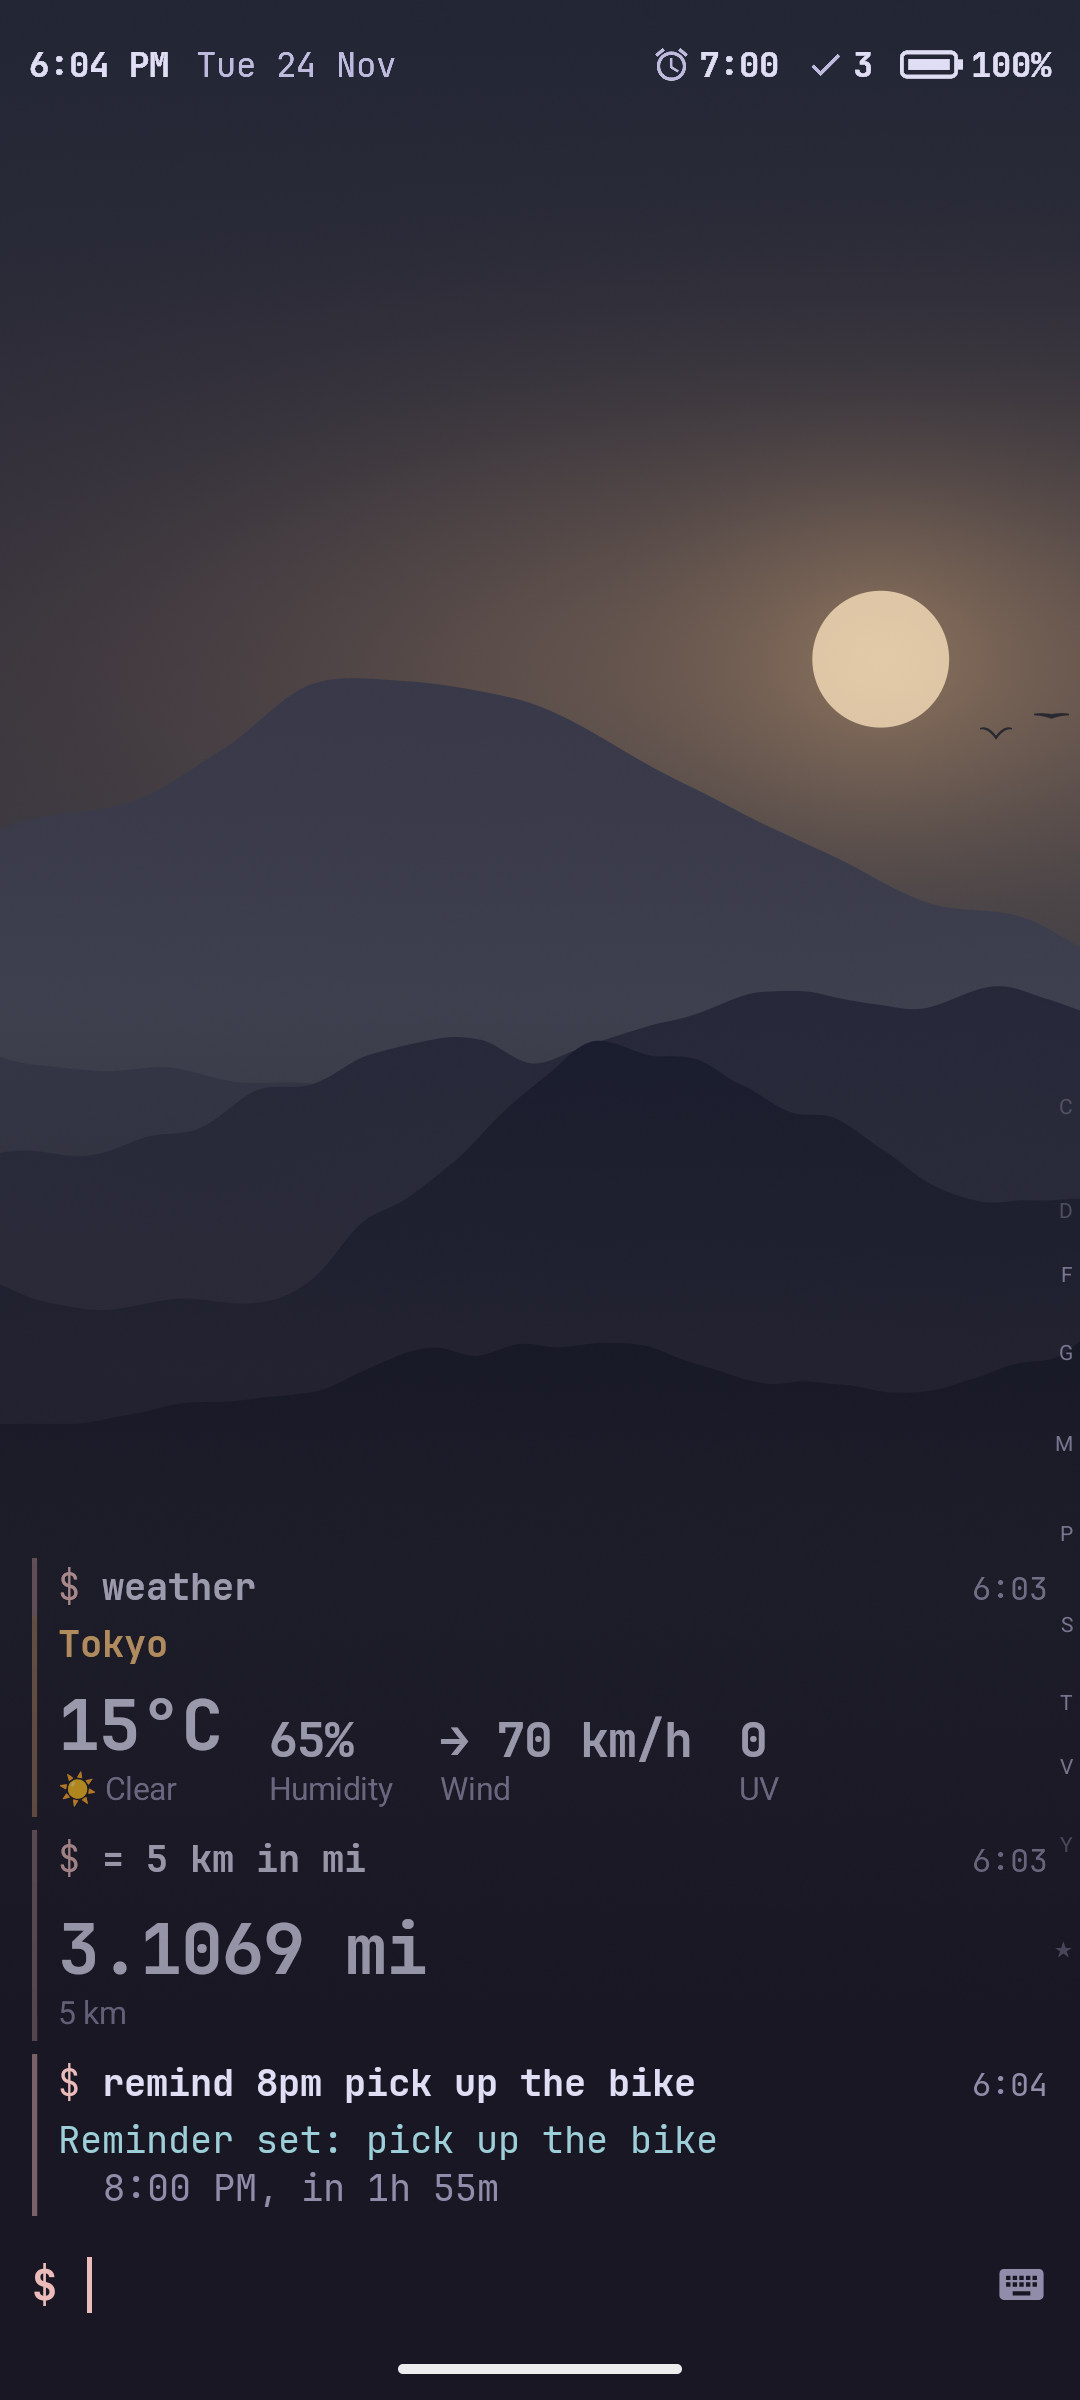 6:04 PM Tue 24 Nov 7:00 3 100%
C
D
F
G
M
P
$ weather 6:03
S
Tokyo
T
15°C 65% → 70 km/h 0
V
Clear Humidity Wind UV
Y
$ = 5 km in mi 6:03
3.1069 mi
★
5 km
$ remind 8pm pick up the bike 6:04
Reminder set: pick up the bike
8:00 PM, in 1h 55m
$